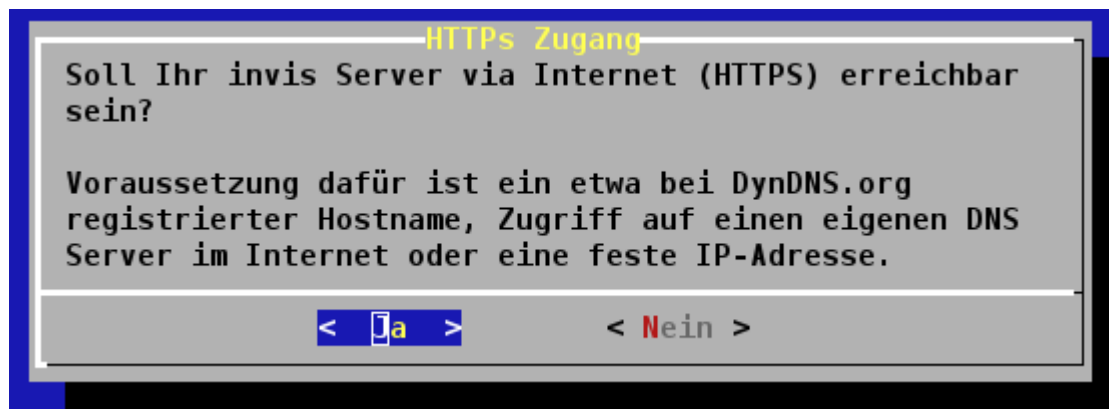 HTTPs Zugang
Soll Ihr invis Server via Internet (HTTPS) erreichbar
sein?
Voraussetzung dafür ist ein etwa bei DynDNS.org
registrierter Hostname, Zugriff auf einen eigenen DNS
Server im Internet oder eine feste IP-Adresse.
< Ja > < Nein >